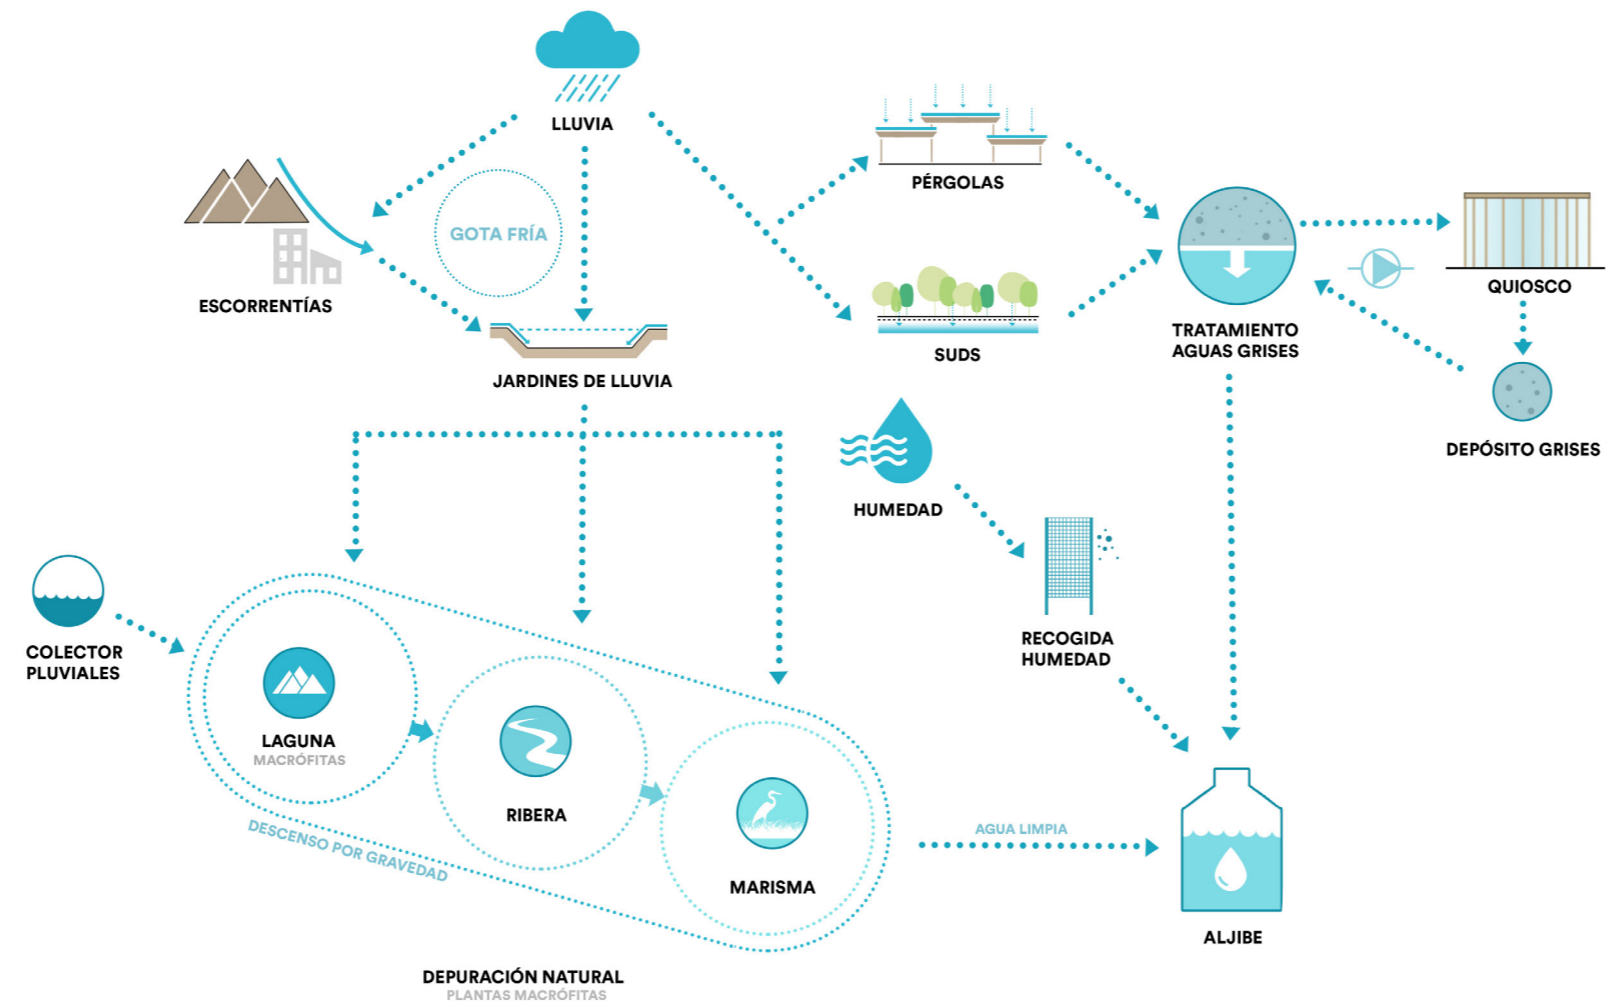 LLUVIA
PÉRGOLAS
GOTA FRÍA
ESCORRENTÍAS
QUIOSCO
TRATAMIENTO
AGUAS GRISES
SUDS
JARDINES DE LLUVIA
DEPÓSITO GRISES
HUMEDAD
RECOGIDA
HUMEDAD
COLECTOR
PLUVIALES
LAGUNA
MACRÓFITAS
RIBERA
MARISMA
DESCENSO POR GRAVEDAD
AGUA LIMPIA
ALJIBE
DEPURACIÓN NATURAL
PLANTAS MACRÓFITAS